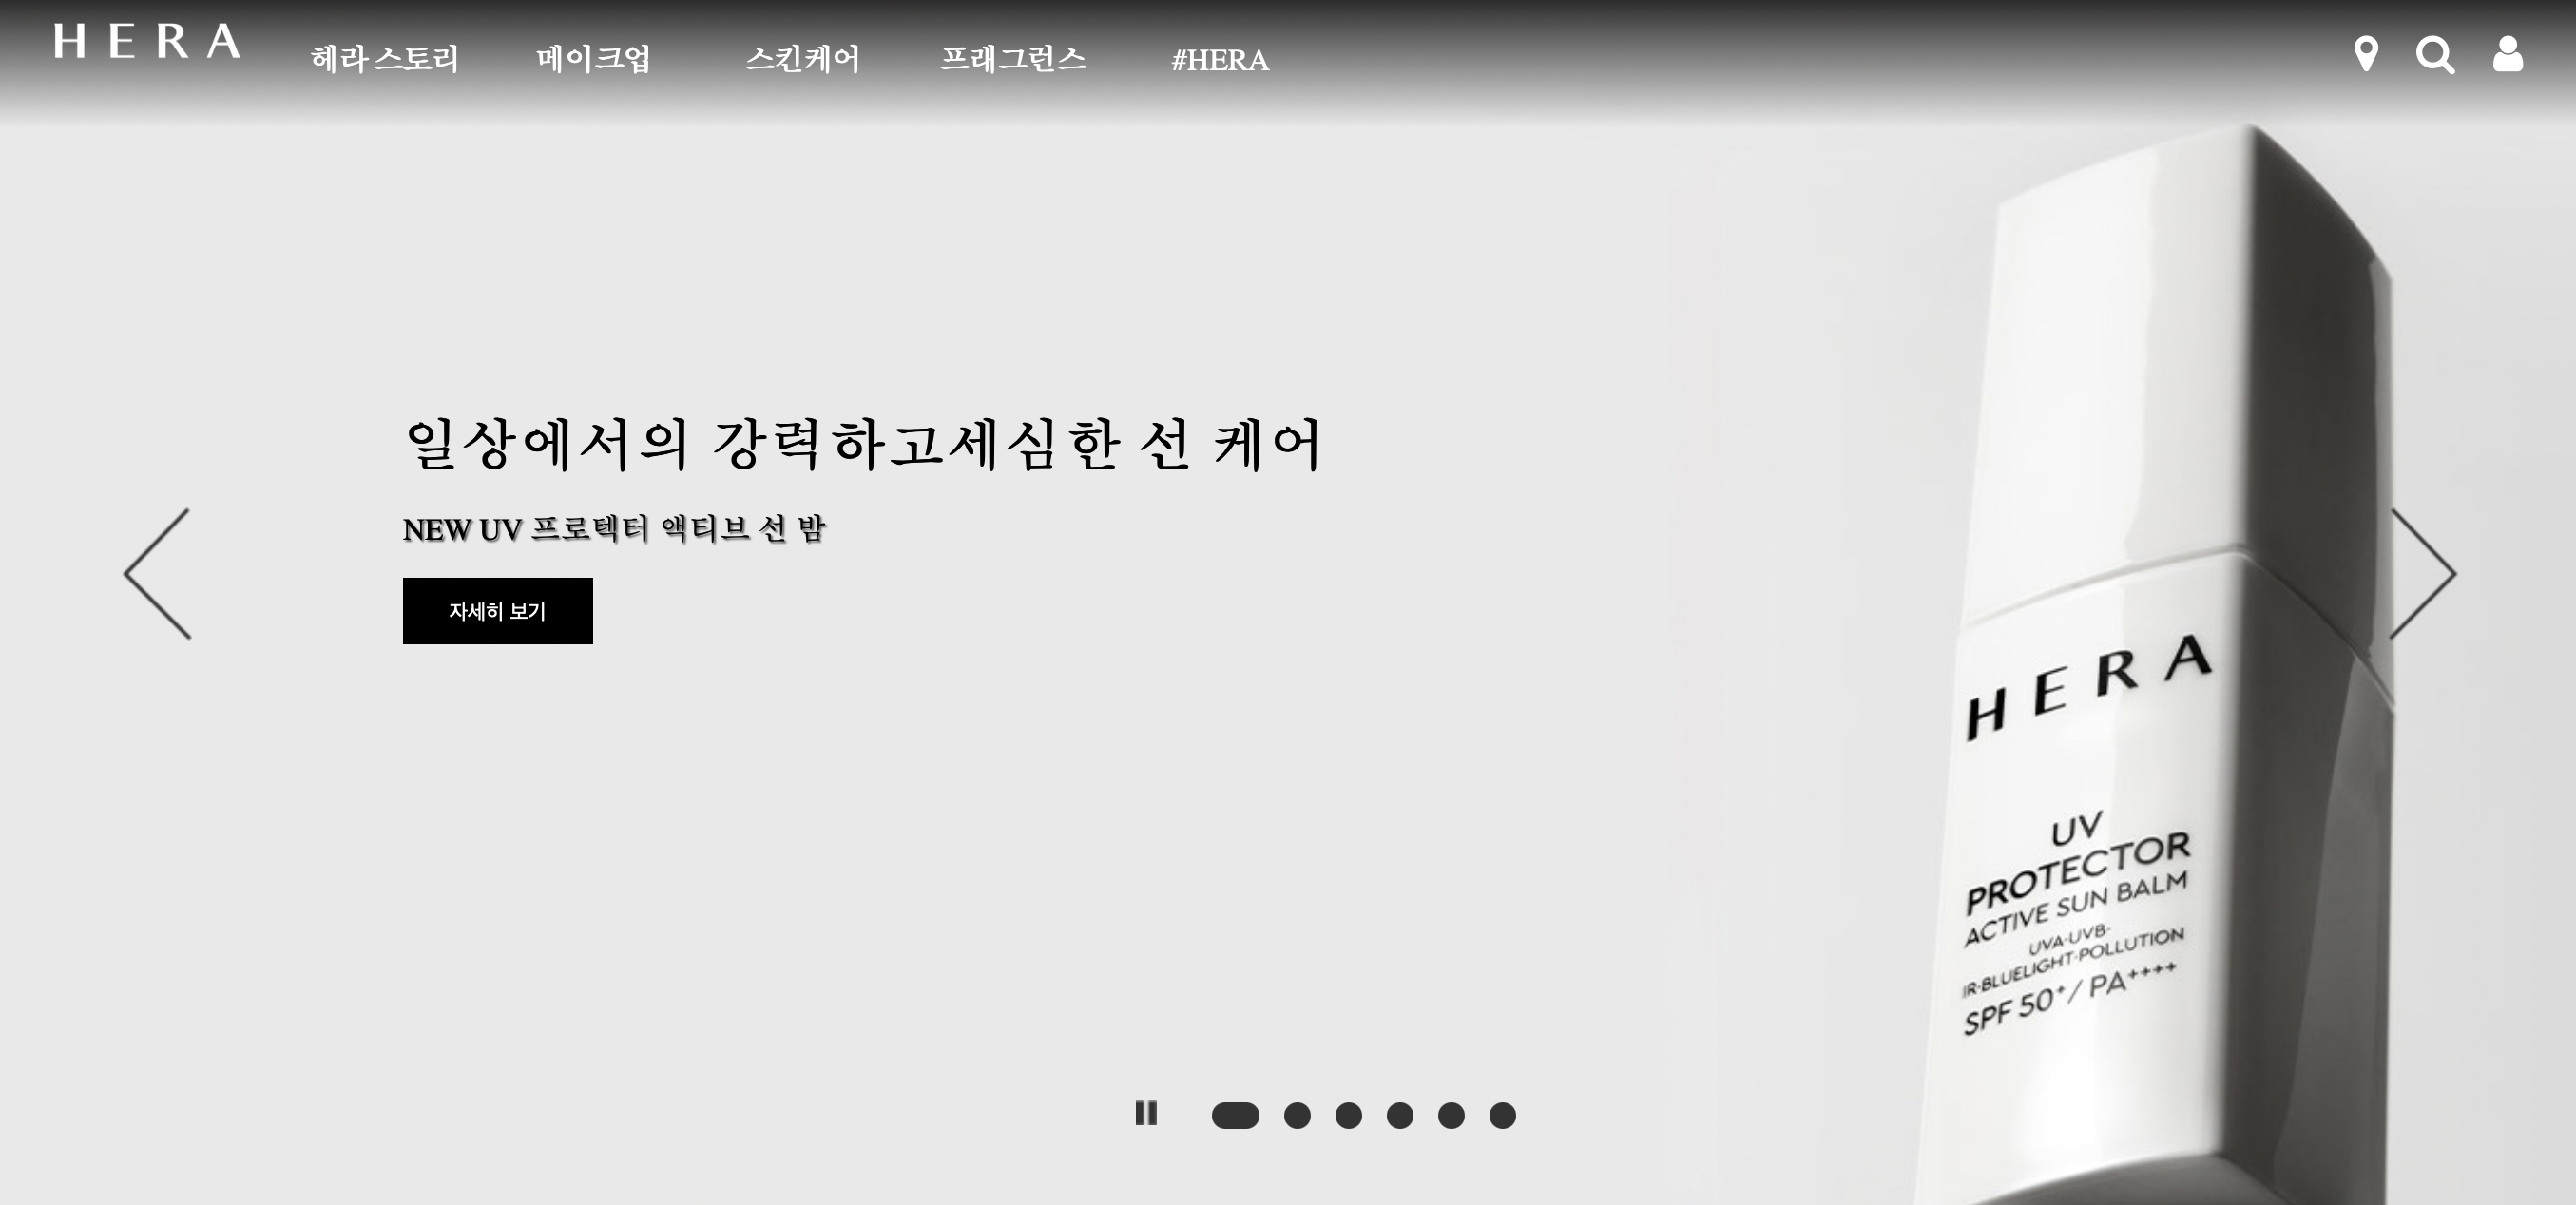 HERA
헤라 스토리 메이크업 스킨케어 프래그런스 #HERA
일상에서의 강력하고세심한 선 케어
NEW UV 프로텍터 액티브 선 밤
자세히 보기
HERA
UV
PROTECTOR
ACTIVE SUN BALM
UVA·UVB·
IR·BLUELIGHT·POLLUTION
SPF 50+/ PA++++